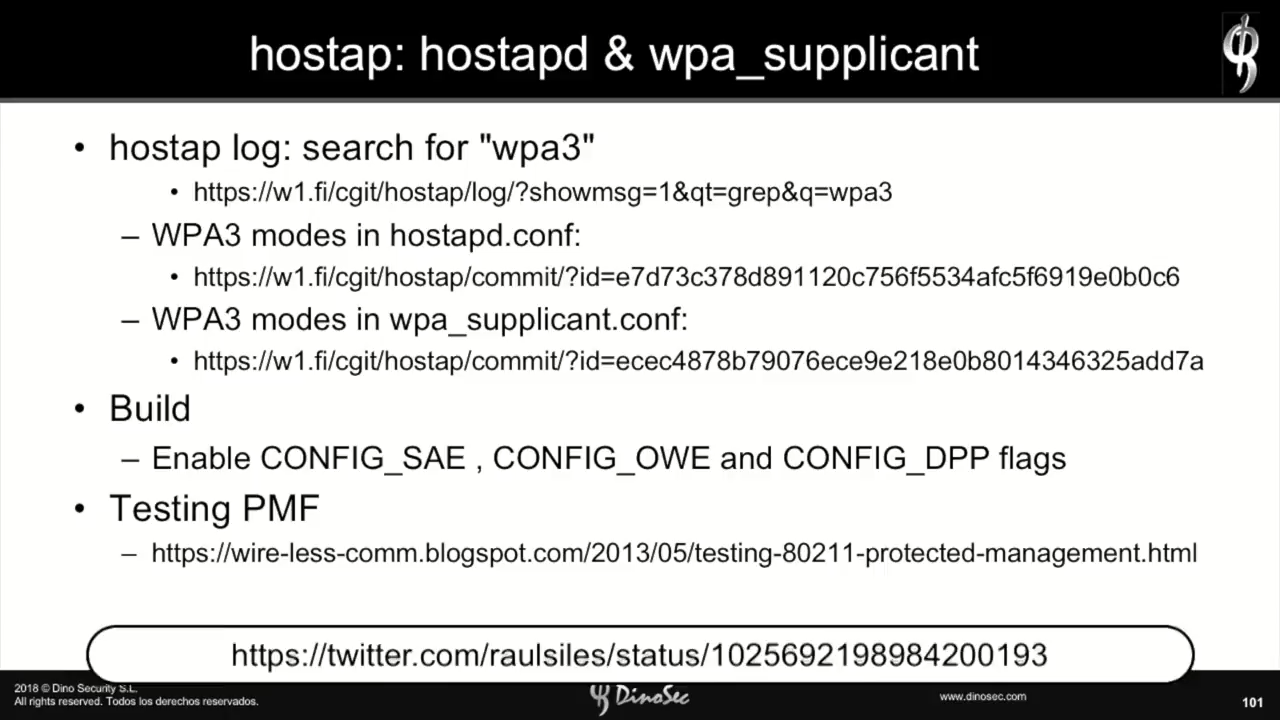 hostap: hostapd & wpa_supplicant
• hostap log: search for "wpa3"
• https://w1.fi/cgit/hostap/log/?showmsg=1&qt=grep&q=wpa3
– WPA3 modes in hostapd.conf:
• https://w1.fi/cgit/hostap/commit/?id=e7d73c378d891120c756f5534afc5f6919e0b0c6
– WPA3 modes in wpa_supplicant.conf:
• https://w1.fi/cgit/hostap/commit/?id=ecec4878b79076ece9e218e0b8014346325add7a
• Build
– Enable CONFIG_SAE , CONFIG_OWE and CONFIG_DPP flags
• Testing PMF
– https://wire-less-comm.blogspot.com/2013/05/testing-80211-protected-management.html
https://twitter.com/raulsiles/status/1025692198984200193
2018 © Dino Security S.L.
All rights reserved. Todos los derechos reservados.
DinoSec
www.dinosec.com
101